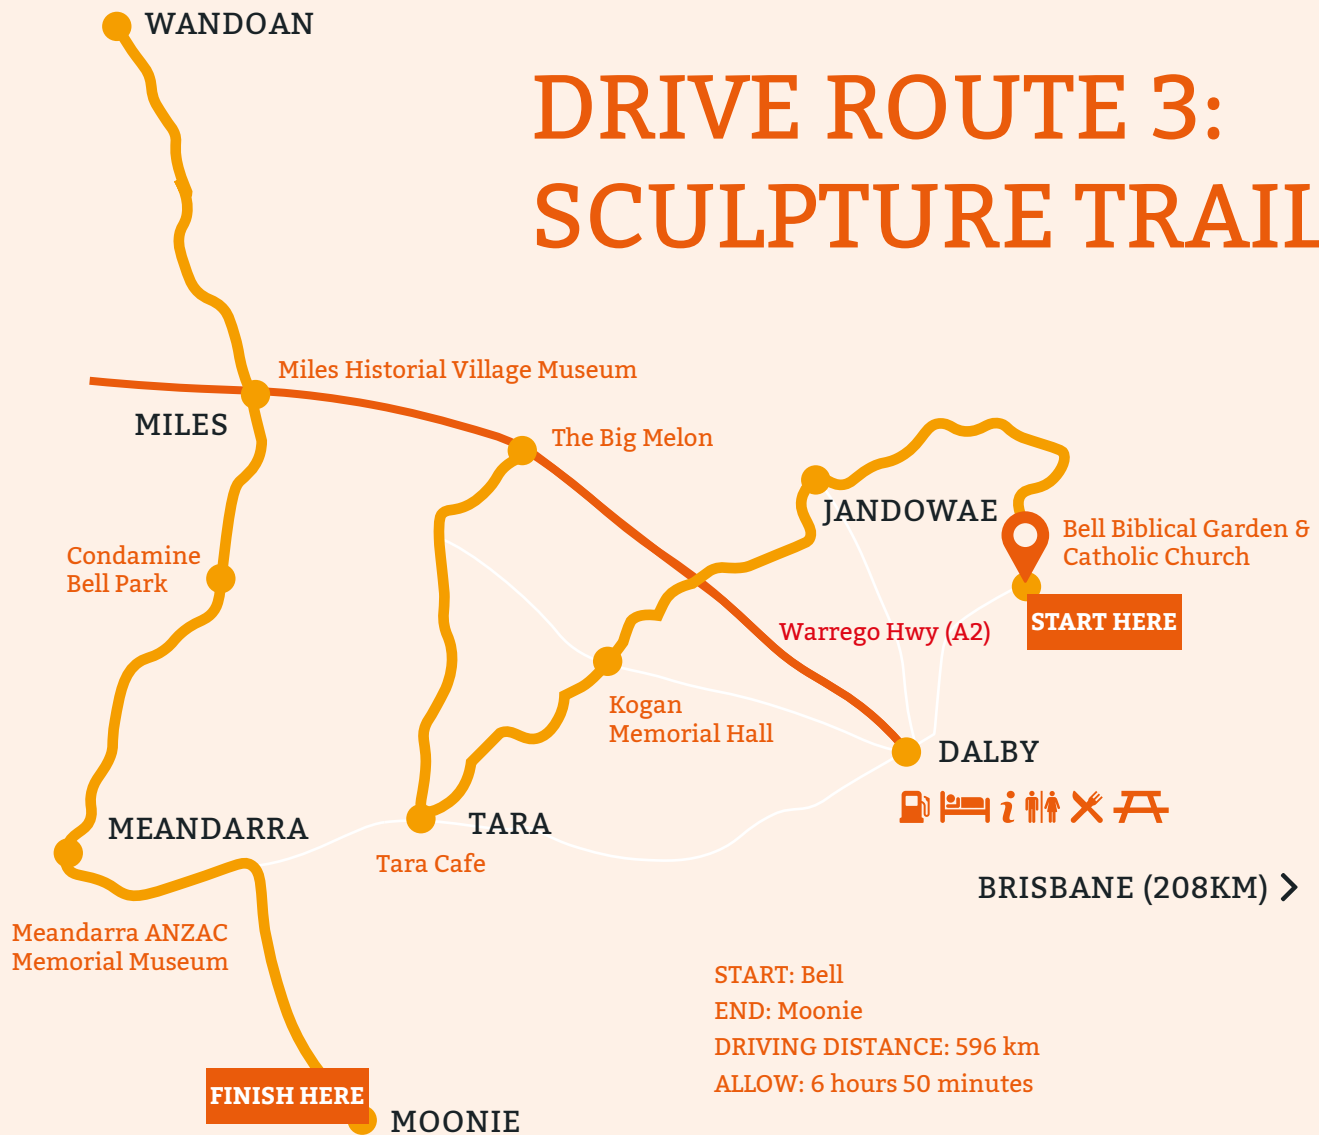 WANDOAN
DRIVE ROUTE 3:
SCULPTURE TRAIL
Miles Historial Village Museum
MILES
The Big Melon
JANDOWAE
Bell Biblical Garden &
Catholic Church
START HERE
Condamine
Bell Park
Warrego Hwy (A2)
Kogan
Memorial Hall
DALBY
MEANDARRA
TARA
Tara Cafe
BRISBANE (208KM)
Meandarra ANZAC
Memorial Museum
START: Bell
END: Moonie
DRIVING DISTANCE: 596 km
ALLOW: 6 hours 50 minutes
FINISH HERE
MOONIE